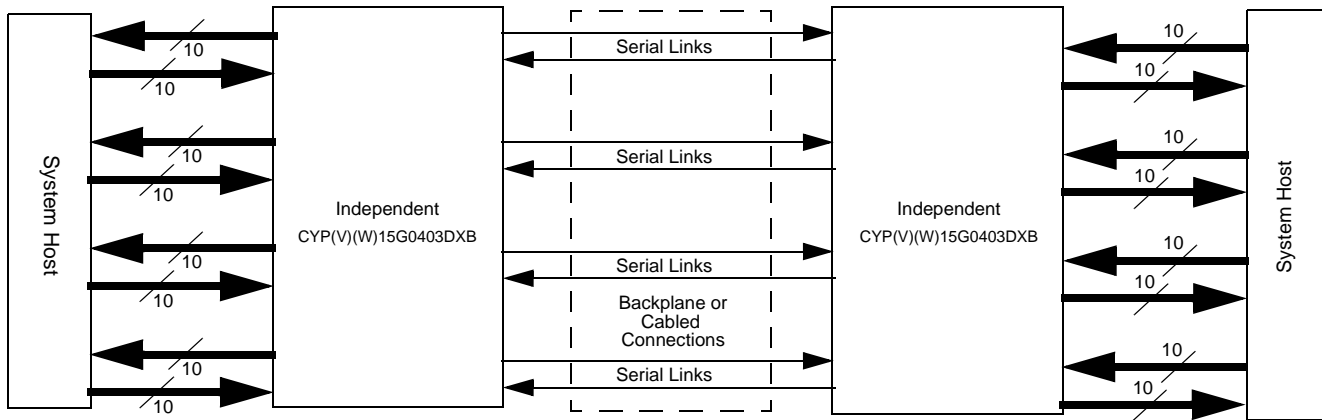 System Host
10
10
10
10
10
10
10
10
Independent
CYP(V)(W)15G0403DXB
Serial Links
Serial Links
Serial Links
Backplane or
Cabled
Connections
Serial Links
Independent
CYP(V)(W)15G0403DXB
10
10
10
10
10
10
10
10
System Host